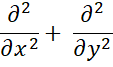 ∂²/∂x² + ∂²/∂y²